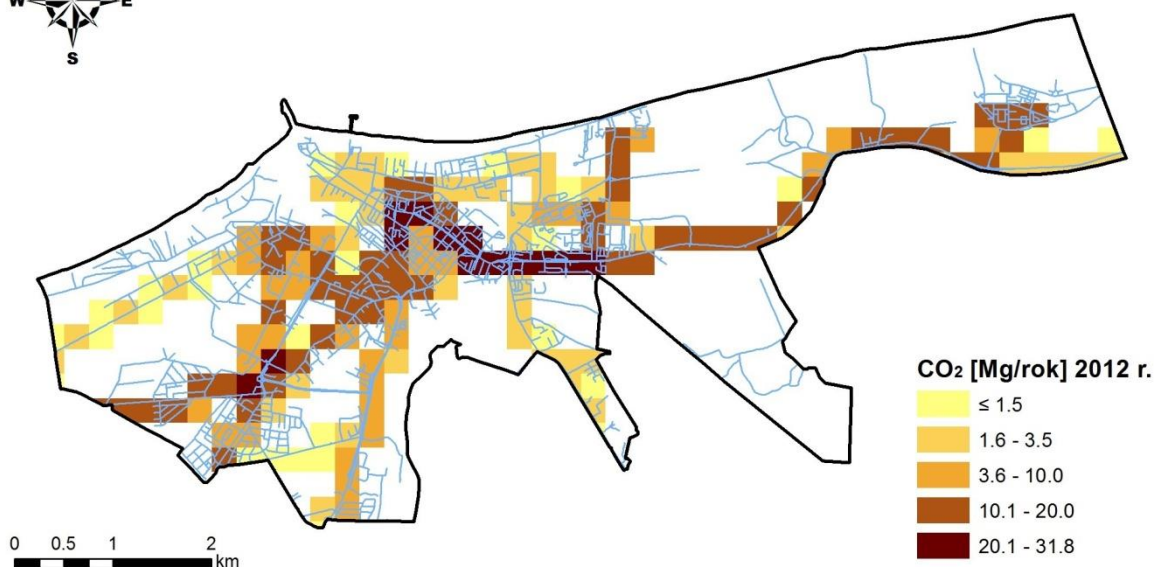 W E
S
CO₂ [Mg/rok] 2012 r.
≤ 1.5
1.6 - 3.5
3.6 - 10.0
10.1 - 20.0
20.1 - 31.8
0 0.5 1 2
km